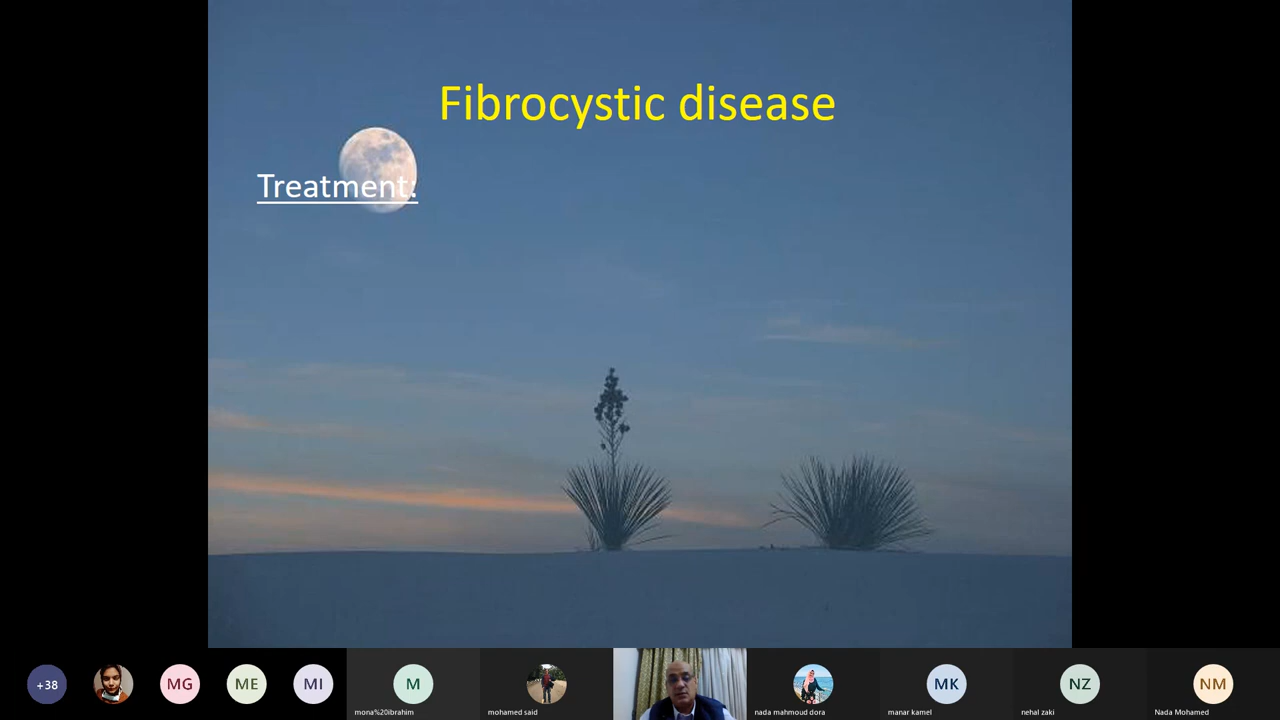 Fibrocystic disease
Treatment:
+38
MG
ME
MI
M
mona%20ibrahim
mohamed said
nada mahmoud dora
MK
manar kamel
NZ
nehal zaki
NM
Nada Mohamed